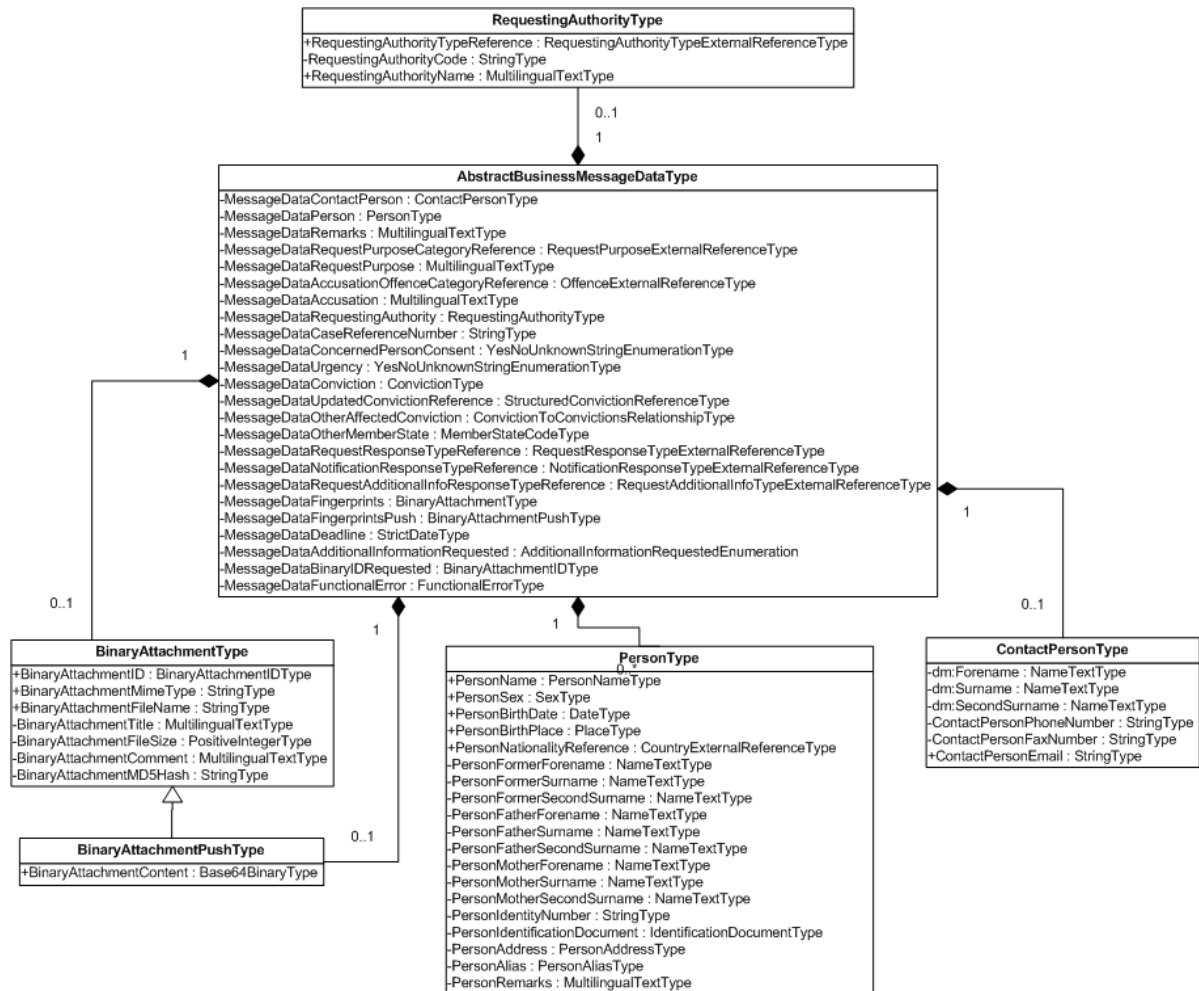 RequestingAuthorityType
+RequestingAuthorityTypeReference : RequestingAuthorityTypeExternalReferenceType
-RequestingAuthorityCode : StringType
+RequestingAuthorityName : MultilingualTextType
0..1
1
AbstractBusinessMessageDataType
-MessageDataContactPerson : ContactPersonType
-MessageDataPerson : PersonType
-MessageDataRemarks : MultilingualTextType
-MessageDataRequestPurposeCategoryReference : RequestPurposeExternalReferenceType
-MessageDataRequestPurpose : MultilingualTextType
-MessageDataAccusationOffenceCategoryReference : OffenceExternalReferenceType
-MessageDataAccusation : MultilingualTextType
-MessageDataRequestingAuthority : RequestingAuthorityType
-MessageDataCaseReferenceNumber : StringType
-MessageDataConcernedPersonConsent : YesNoUnknownStringEnumerationType
-MessageDataUrgency : YesNoUnknownStringEnumerationType
-MessageDataConviction : ConvictionType
-MessageDataUpdatedConvictionReference : StructuredConvictionReferenceType
-MessageDataOtherAffectedConviction : ConvictionToConvictionsRelationshipType
-MessageDataOtherMemberState : MemberStateCodeType
-MessageDataRequestResponseTypeReference : RequestResponseTypeExternalReferenceType
-MessageDataNotificationResponseTypeReference : NotificationResponseTypeExternalReferenceType
-MessageDataRequestAdditionalInfoResponseTypeReference : RequestAdditionalInfoTypeExternalReferenceType
-MessageDataFingerprints : BinaryAttachmentType
-MessageDataFingerprintsPush : BinaryAttachmentPushType
-MessageDataDeadline : StrictDateType
-MessageDataAdditionalInformationRequested : AdditionalInformationRequestedEnumeration
-MessageDataBinaryIDRequested : BinaryAttachmentIDType
-MessageDataFunctionalError : FunctionalErrorType
1
0..1
1
1
1
0..1
BinaryAttachmentType
+BinaryAttachmentID : BinaryAttachmentIDType
+BinaryAttachmentMimeType : StringType
+BinaryAttachmentFileName : StringType
-BinaryAttachmentTitle : MultilingualTextType
-BinaryAttachmentFileSize : PositiveIntegerType
-BinaryAttachmentComment : MultilingualTextType
-BinaryAttachmentMD5Hash : StringType
0..1
BinaryAttachmentPushType
+BinaryAttachmentContent : Base64BinaryType
PersonType
0..*
+PersonName : PersonNameType
+PersonSex : SexType
+PersonBirthDate : DateType
+PersonBirthPlace : PlaceType
+PersonNationalityReference : CountryExternalReferenceType
-PersonFormerForename : NameTextType
-PersonFormerSurname : NameTextType
-PersonFormerSecondSurname : NameTextType
-PersonFatherForename : NameTextType
-PersonFatherSurname : NameTextType
-PersonFatherSecondSurname : NameTextType
-PersonMotherForename : NameTextType
-PersonMotherSurname : NameTextType
-PersonMotherSecondSurname : NameTextType
-PersonIdentityNumber : StringType
-PersonIdentificationDocument : IdentificationDocumentType
-PersonAddress : PersonAddressType
-PersonAlias : PersonAliasType
-PersonRemarks : MultilingualTextType
ContactPersonType
-dm:Forename : NameTextType
-dm:Surname : NameTextType
-dm:SecondSurname : NameTextType
-ContactPersonPhoneNumber : StringType
-ContactPersonFaxNumber : StringType
+ContactPersonEmail : StringType